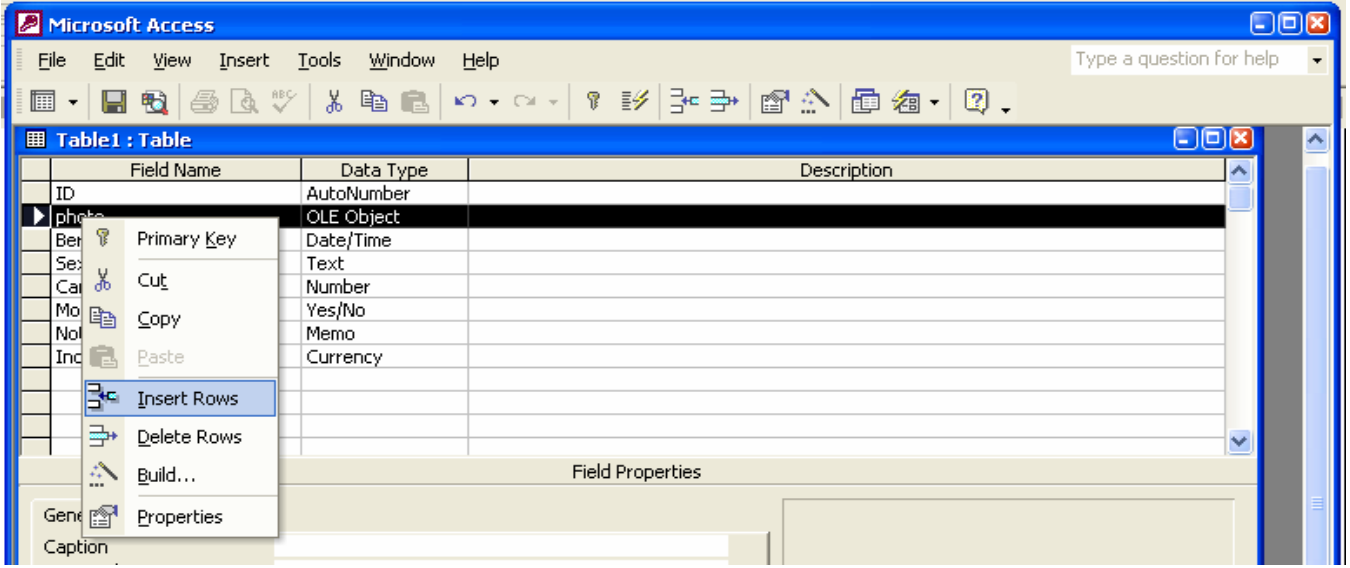 Microsoft Access
File Edit View Insert Tools Window Help Type a question for help
ABC
Table1 : Table
Field Name Data Type Description
ID AutoNumber
photo OLE Object
Date/Time
Text
Number
Yes/No
Memo
Currency
Primary Key
Cut
Copy
Paste
Insert Rows
Delete Rows
Build...
Properties
Field Properties
Caption